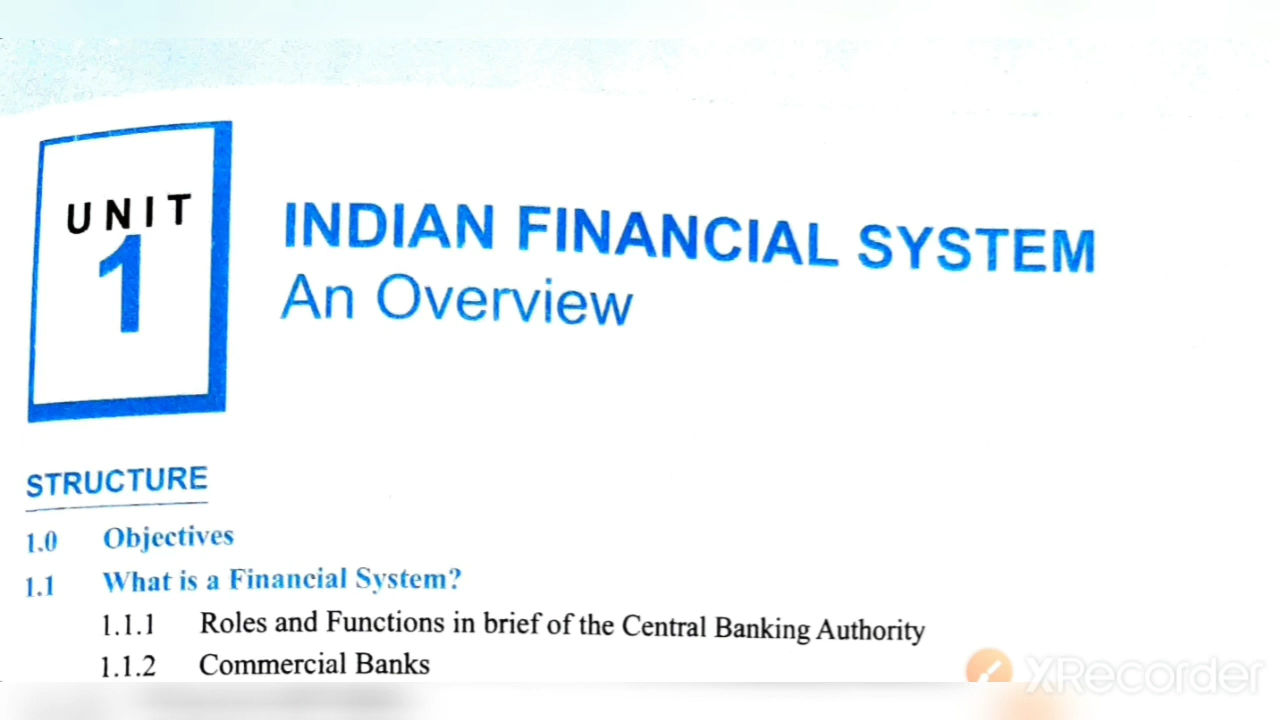 UNIT
1
INDIAN FINANCIAL SYSTEM
An Overview
STRUCTURE
1.0 Objectives
1.1 What is a Financial System?
1.1.1 Roles and Functions in brief of the Central Banking Authority
1.1.2 Commercial Banks
XRecorder